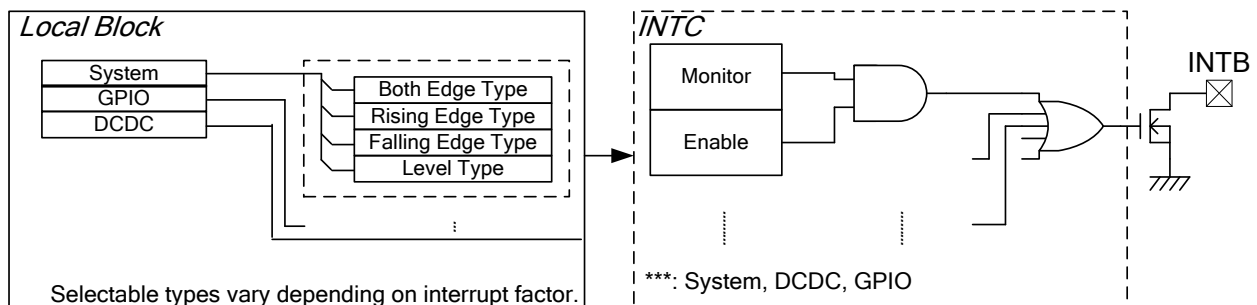 Local Block
System
GPIO
DCDC
Both Edge Type
Rising Edge Type
Falling Edge Type
Level Type
Selectable types vary depending on interrupt factor.
INTC
Monitor
Enable
***: System, DCDC, GPIO
INTB